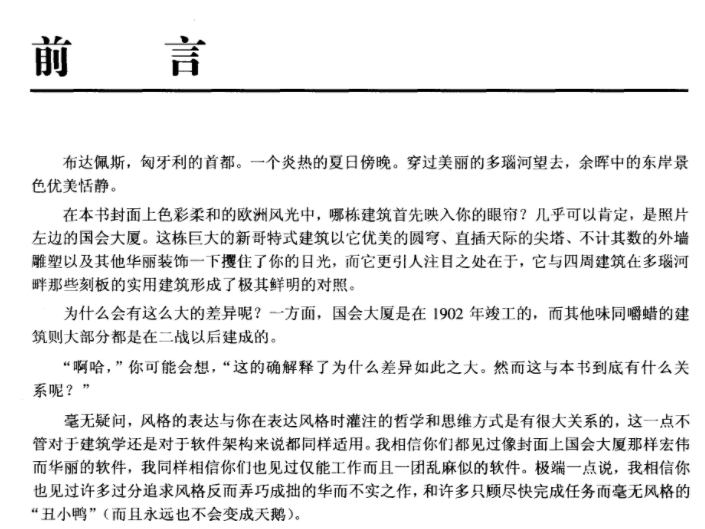 前 言
布达佩斯，匈牙利的首都。一个炎热的夏日傍晚。穿过美丽的多瑙河望去，余晖中的东岸景
色优美恬静。
在本书封面上色彩柔和的欧洲风光中，哪栋建筑首先映入你的眼帘？几乎可以肯定，是照片
左边的国会大厦。这栋巨大的新哥特式建筑以它优美的圆穹、直插天际的尖塔、不计其数的外墙
雕塑以及其他华丽装饰一下攫住了你的日光，而它更引人注目之处在于，它与四周建筑在多瑙河
畔那些刻板的实用建筑形成了极其鲜明的对照。
为什么会有这么大的差异呢？一方面，国会大厦是在 1902 年竣工的，而其他味同嚼蜡的建
筑则大部分都是在二战以后建成的。
“啊哈，”你可能会想，“这的确解释了为什么差异如此之大。然而这与本书到底有什么关
系呢？”
毫无疑问，风格的表达与你在表达风格时灌注的哲学和思维方式是有很大关系的，这一点不
管对于建筑学还是对于软件架构来说都同样适用。我相信你们都见过像封面上国会大厦那样宏伟
而华丽的软件，我同样相信你们也见过仅能工作而且一团乱麻似的软件。极端一点说，我相信你
也见过许多过分追求风格反而弄巧成拙的华而不实之作，和许多只顾尽快完成任务而毫无风格的
“丑小鸭”（而且永远也不会变成天鹅）。